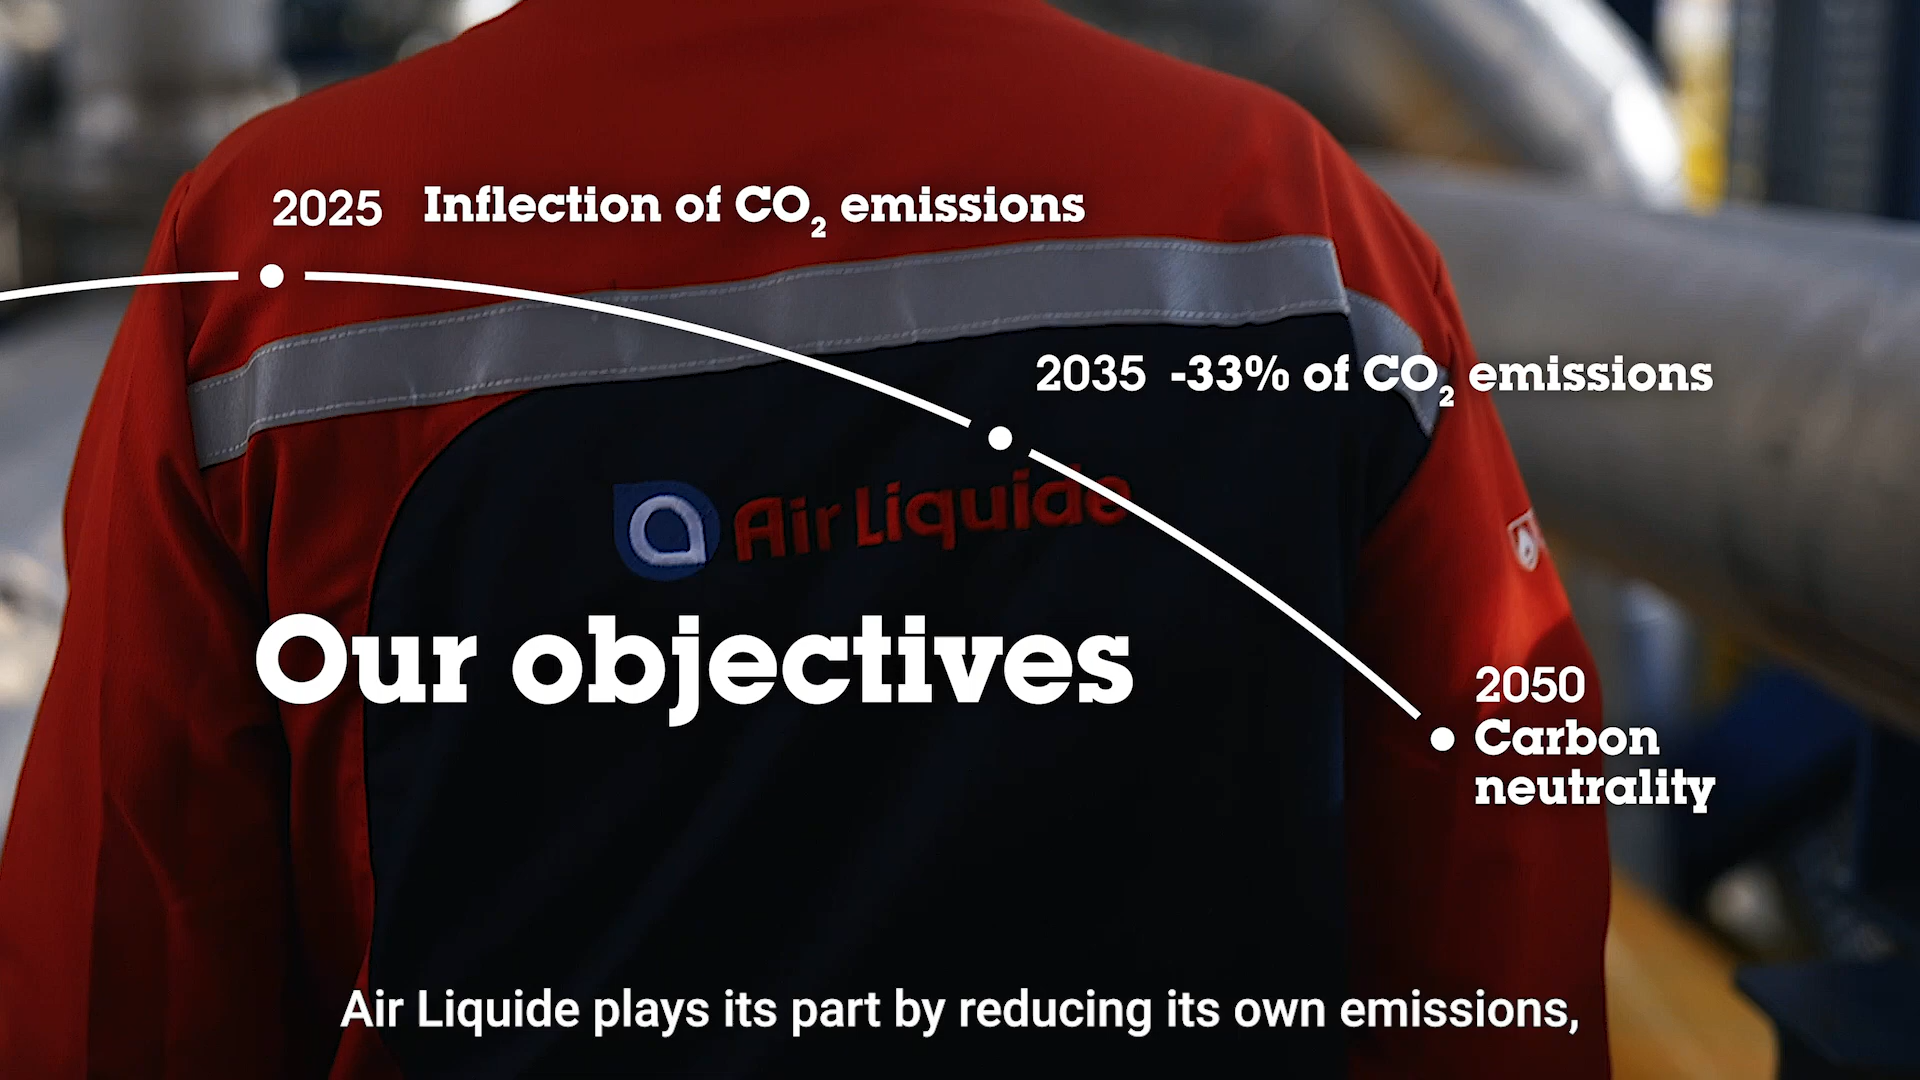 2025 Inflection of CO₂ emissions
2035 -33% of CO₂ emissions
Air Liquide
Our objectives
2050
Carbon
neutrality
Air Liquide plays its part by reducing its own emissions,